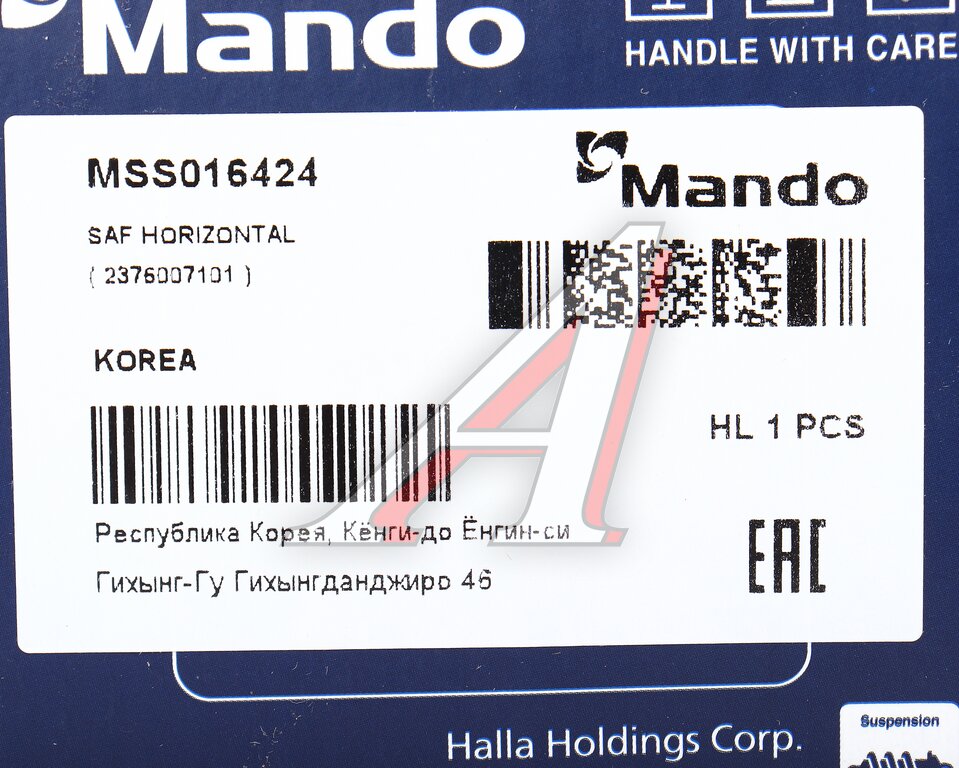 Mando
HANDLE WITH CARE
MSS016424
Mando
SAF HORIZONTAL
( 2376007101 )
KOREA
HL 1 PCS
Республика Корея, Кёнги-до Ёнгин-си
Гихынг-Гу Гихынгданджиро 46
EAC
Halla Holdings Corp.
Suspension